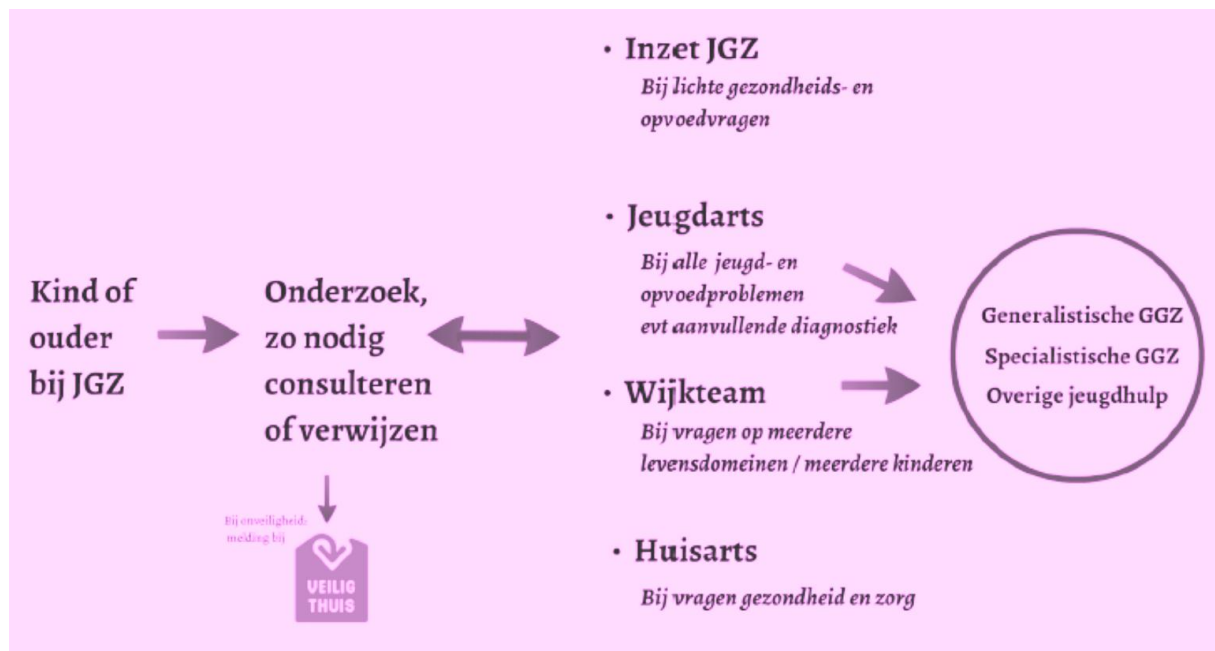 Kind of
ouder
bij JGZ
Onderzoek,
zo nodig
consulteren
of verwijzen
Bij onveiligheid:
melding bij
VEILIG
THUIS
• Inzet JGZ
Bij lichte gezondheids- en
opvoedvragen
• Jeugdarts
Bij alle jeugd- en
opvoedproblemen
evt aanvullende diagnostiek
• Wijkteam
Bij vragen op meerdere
levensdomeinen / meerdere kinderen
• Huisarts
Bij vragen gezondheid en zorg
Generalistische GGZ
Specialistische GGZ
Overige jeugdhulp